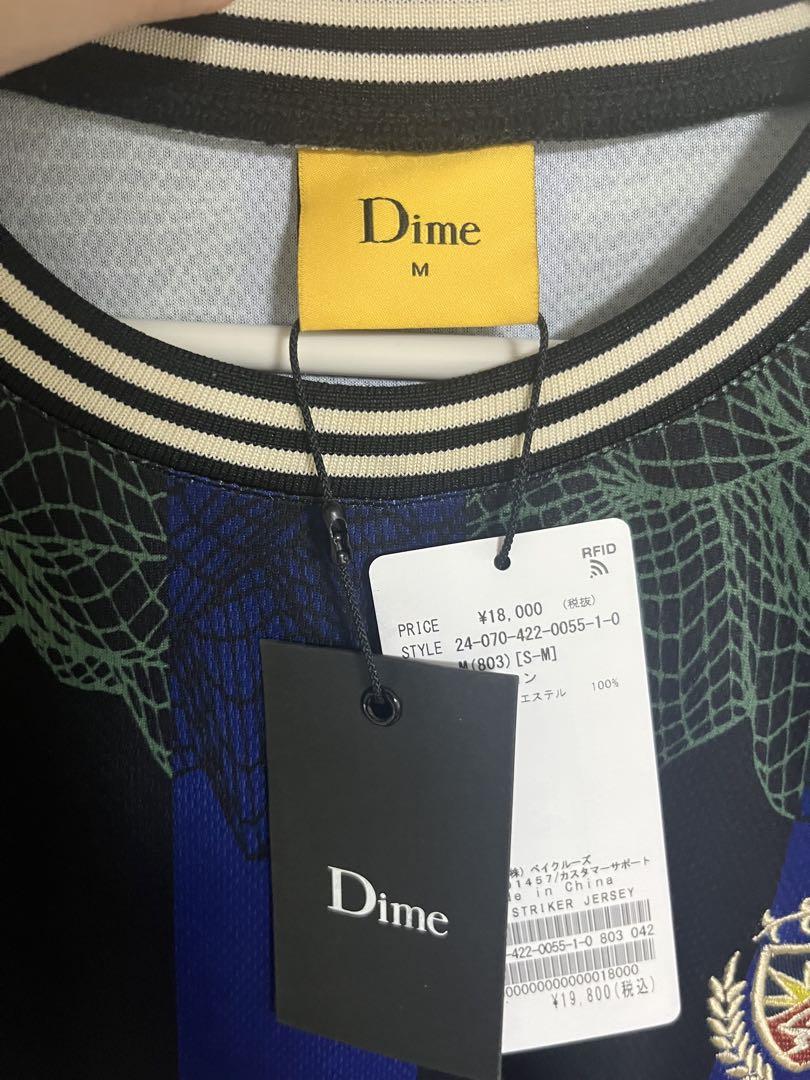 Dime
M
RFID
PRICE ¥18,000 (税抜)
STYLE 24-070-422-0055-1-0
M(803)[S-M]
ン
エステル 100%
株)ベイクルーズ
1457/カスタマーサポート
in China
STRIKER JERSEY
-422-0055-1-0 803 042
000000000000018000
¥19,800(税込)
Dime